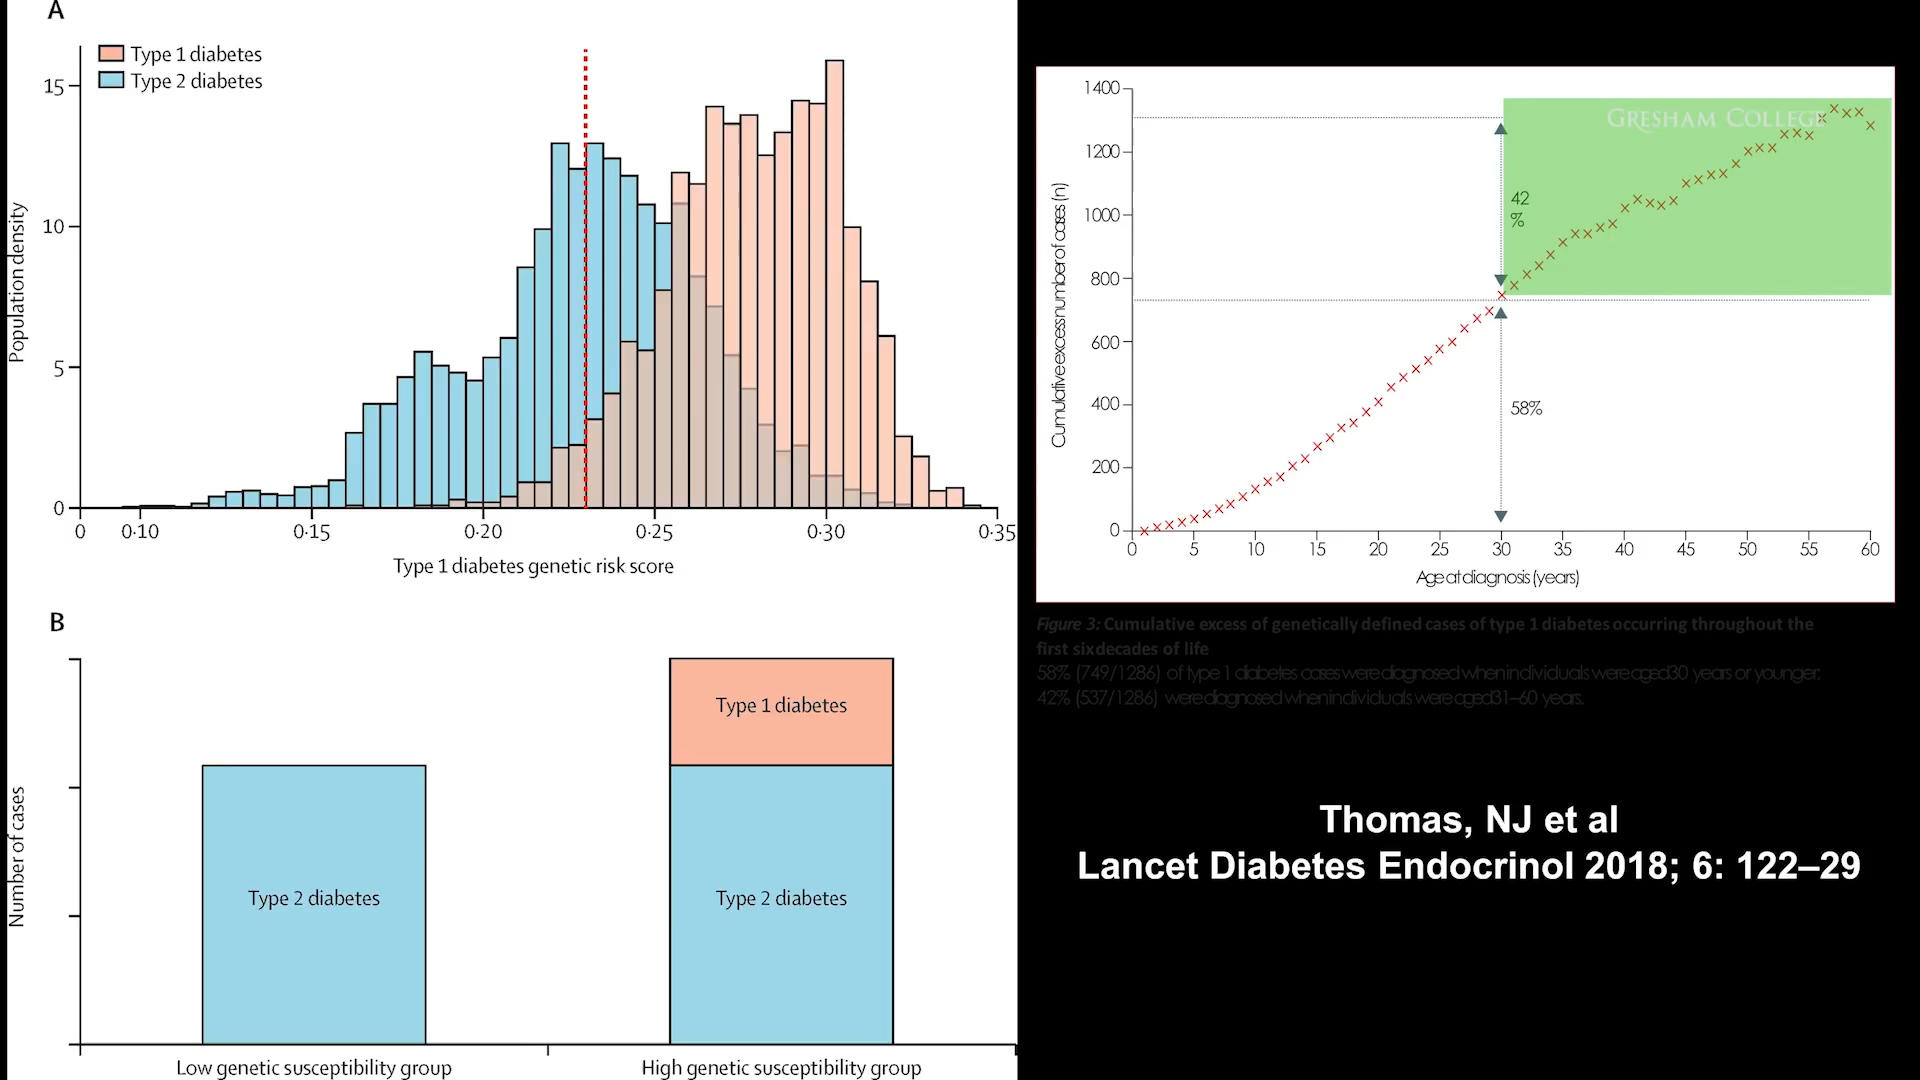 A
Type 1 diabetes
Type 2 diabetes
15
10
5
0
Population density
0 0·10 0·15 0·20 0·25 0·30 0·35
Type 1 diabetes genetic risk score
B
Number of cases
Type 1 diabetes
Type 2 diabetes
Type 2 diabetes
Low genetic susceptibility group High genetic susceptibility group
GRESHAM COLLEGE
1400
1200
1000
800
600
400
200
0
Cumulative excess number of cases (n)
42
%
58%
0 5 10 15 20 25 30 35 40 45 50 55 60
Age at diagnosis (years)
Figure 3: Cumulative excess of genetically defined cases of type 1 diabetes occurring throughout the
first six decades of life
58% (749/1286) of type 1 diabetes cases were diagnosed when individuals were aged 30 years or younger:
42% (537/1286) were diagnosed when individuals were aged 31–60 years.
Thomas, NJ et al
Lancet Diabetes Endocrinol 2018; 6: 122–29